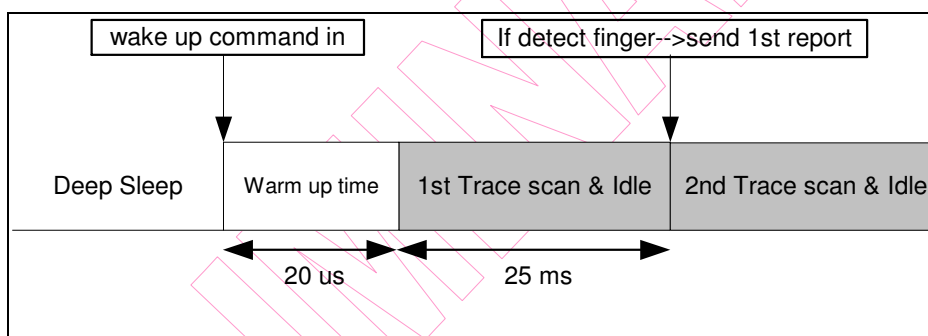 wake up command in
If detect finger-->send 1st report
Deep Sleep
Warm up time
1st Trace scan & Idle
2nd Trace scan & Idle
20 us
25 ms